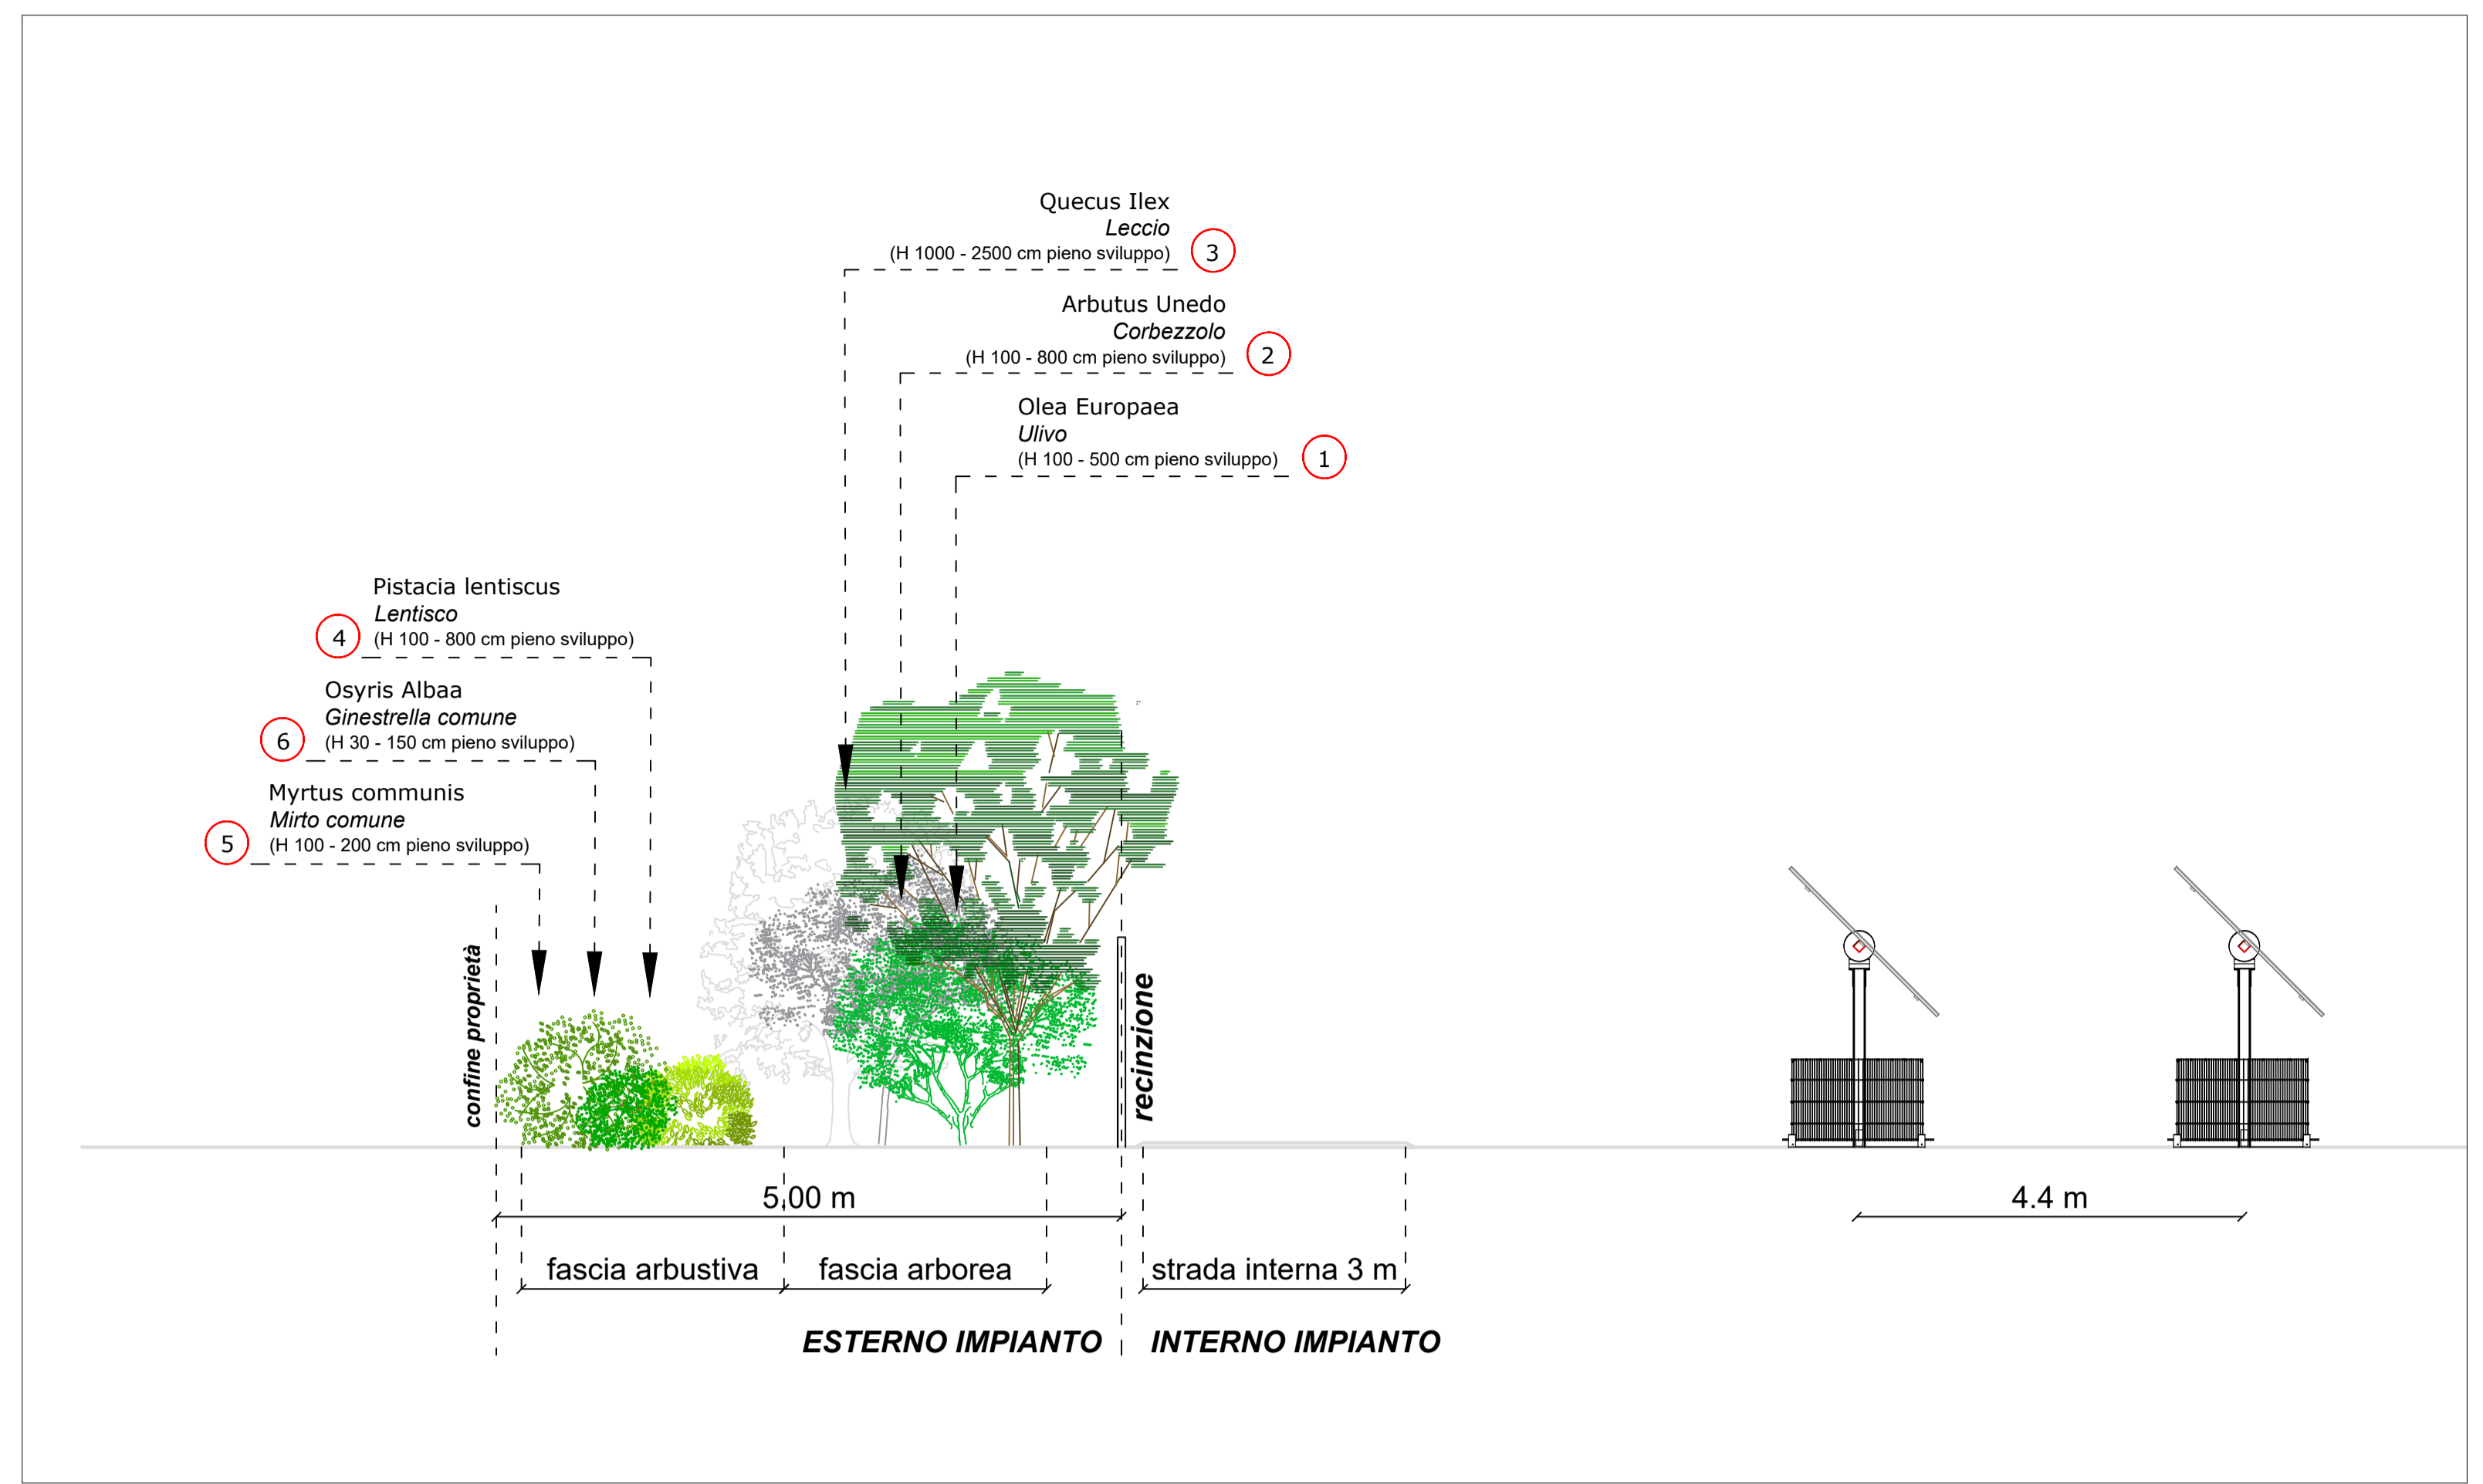 Quecus Ilex
Leccio
(H 1000 - 2500 cm pieno sviluppo)
3
Arbutus Unedo
Corbezzolo
(H 100 - 800 cm pieno sviluppo)
2
Olea Europaea
Ulivo
(H 100 - 500 cm pieno sviluppo)
1
Pistacia lentiscus
Lentisco
(H 100 - 800 cm pieno sviluppo)
4
Osyris Albaa
Ginestrella comune
(H 30 - 150 cm pieno sviluppo)
6
Myrtus communis
Mirto comune
(H 100 - 200 cm pieno sviluppo)
5
confine proprietà
recinzione
5,00 m
4.4 m
fascia arbustiva
fascia arborea
strada interna 3 m
ESTERNO IMPIANTO
INTERNO IMPIANTO